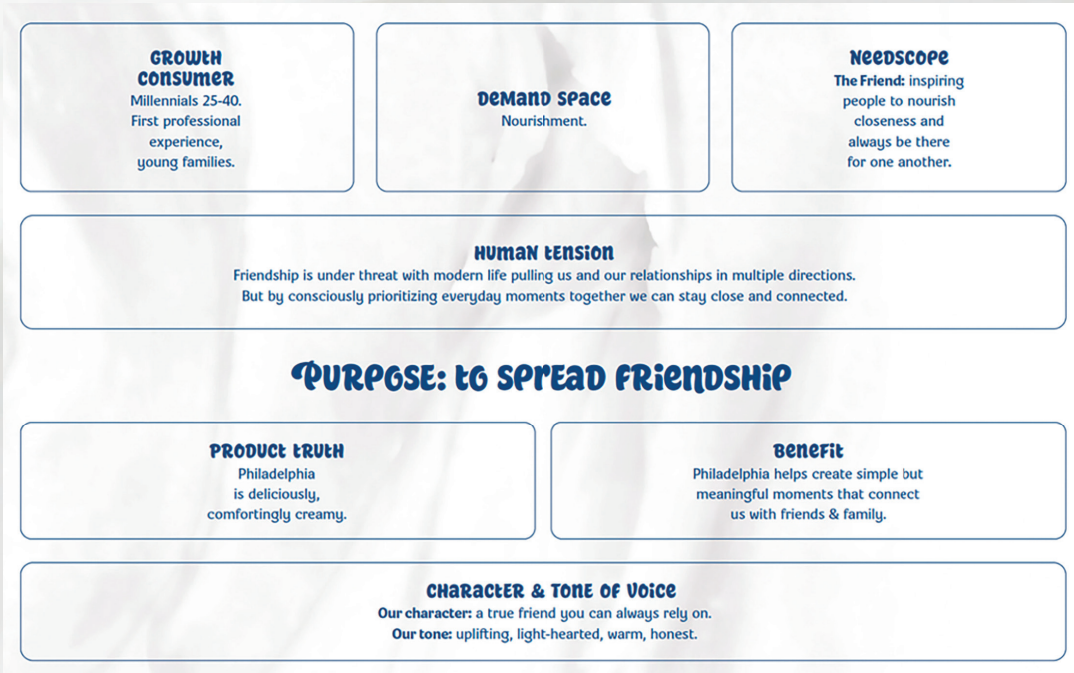 GROWTH
CONSUMER
Millennials 25-40.
First professional
experience,
young families.
DEMAND SPACE
Nourishment.
NEEDSCOPE
The Friend: inspiring
people to nourish
closeness and
always be there
for one another.
HUMAN TENSION
Friendship is under threat with modern life pulling us and our relationships in multiple directions.
But by consciously prioritizing everyday moments together we can stay close and connected.
PURPOSE: TO SPREAD FRIENDSHIP
PRODUCT TRUTH
Philadelphia
is deliciously,
comfortingly creamy.
BENEFIT
Philadelphia helps create simple but
meaningful moments that connect
us with friends & family.
CHARACTER & TONE OF VOICE
Our character: a true friend you can always rely on.
Our tone: uplifting, light-hearted, warm, honest.